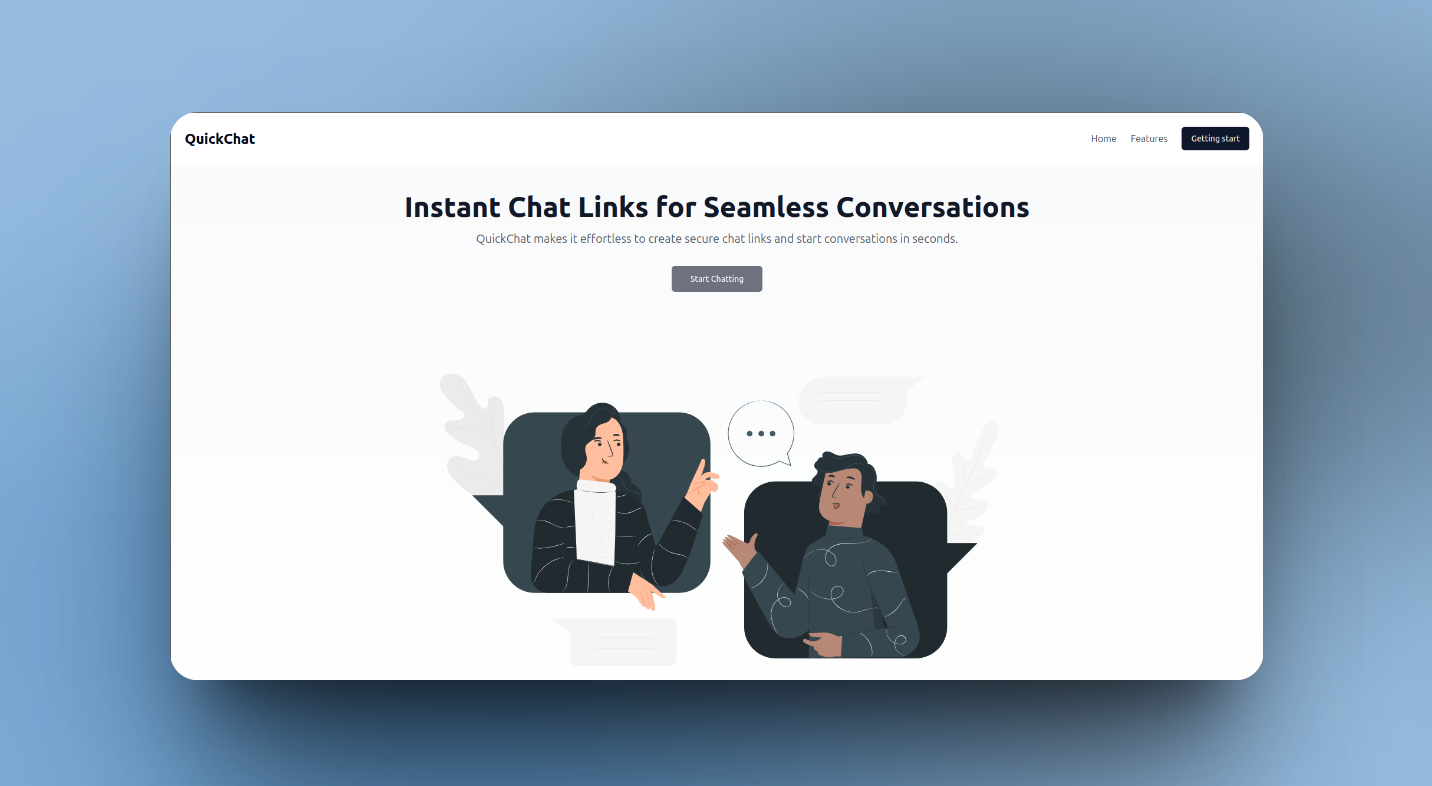 QuickChat
Home Features Getting start
Instant Chat Links for Seamless Conversations
QuickChat makes it effortless to create secure chat links and start conversations in seconds.
Start Chatting